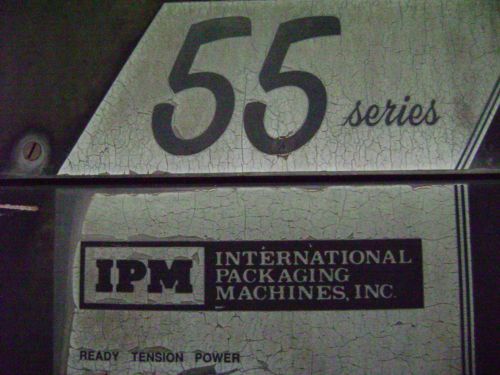 55 series
IPM INTERNATIONAL
PACKAGING
MACHINES, INC.
READY TENSION POWER